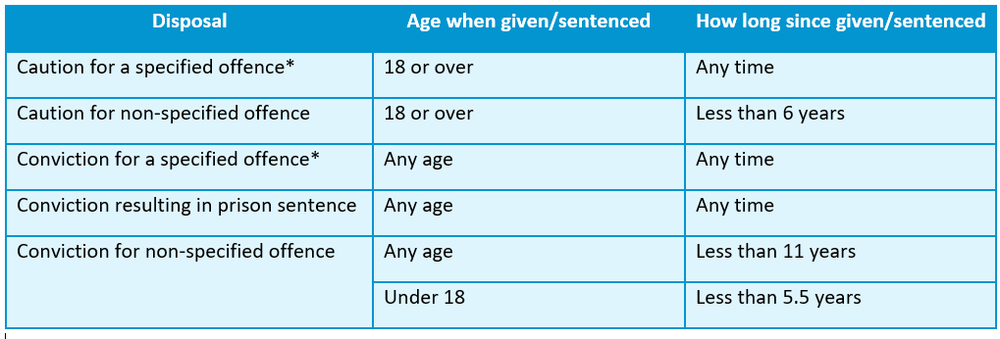 Disposal Age when given/sentenced How long since given/sentenced
Caution for a specified offence* 18 or over Any time
Caution for non-specified offence 18 or over Less than 6 years
Conviction for a specified offence* Any age Any time
Conviction resulting in prison sentence Any age Any time
Conviction for non-specified offence Any age Less than 11 years
Under 18 Less than 5.5 years